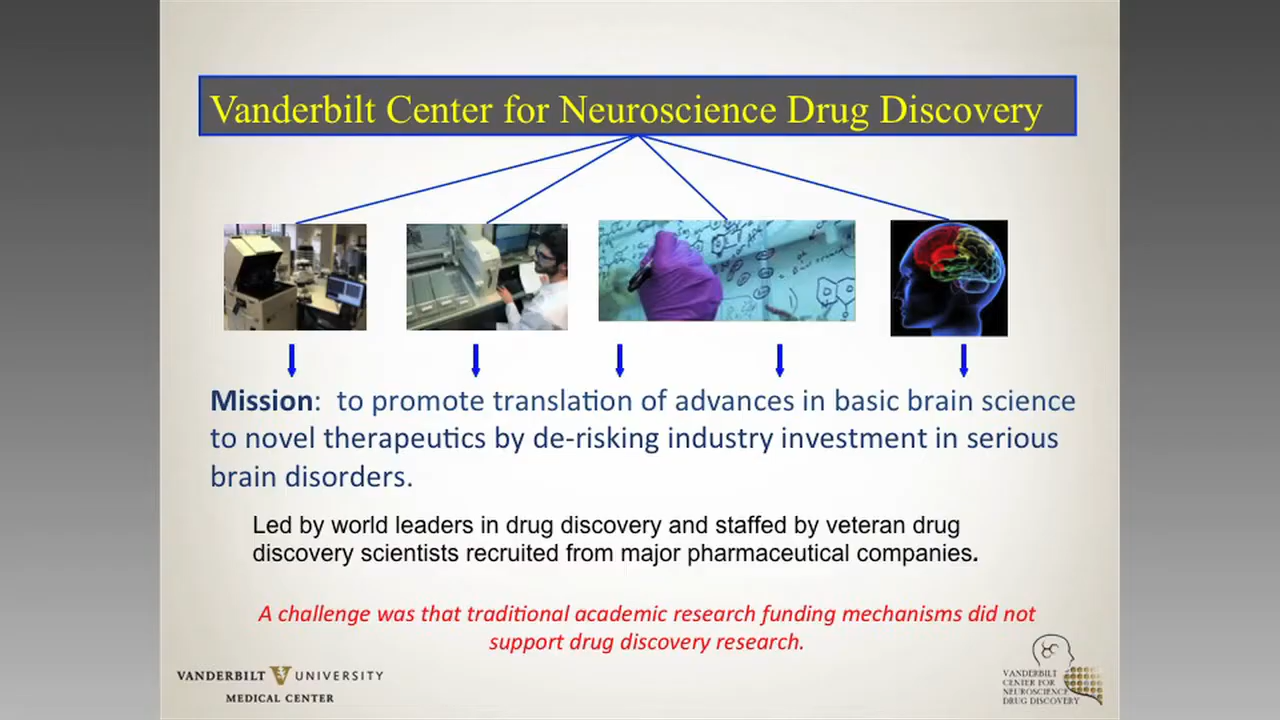 Vanderbilt Center for Neuroscience Drug Discovery
Mission: to promote translation of advances in basic brain science
to novel therapeutics by de-risking industry investment in serious
brain disorders.
Led by world leaders in drug discovery and staffed by veteran drug
discovery scientists recruited from major pharmaceutical companies.
A challenge was that traditional academic research funding mechanisms did not
support drug discovery research.
VANDERBILT V UNIVERSITY
MEDICAL CENTER
VANDERBILT
CENTER FOR
NEUROSCIENCE
DRUG DISCOVERY